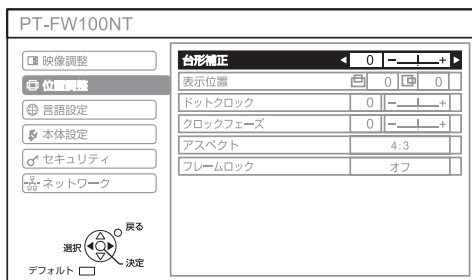 PT-FW100NT
映像調整
位置調整
言語設定
本体設定
セキュリティ
ネットワーク
台形補正 0 - +
表示位置 0 0
ドットクロック 0 - +
クロックフェーズ 0 - +
アスペクト 4:3
フレームロック オフ
戻る
選択
決定
デフォルト